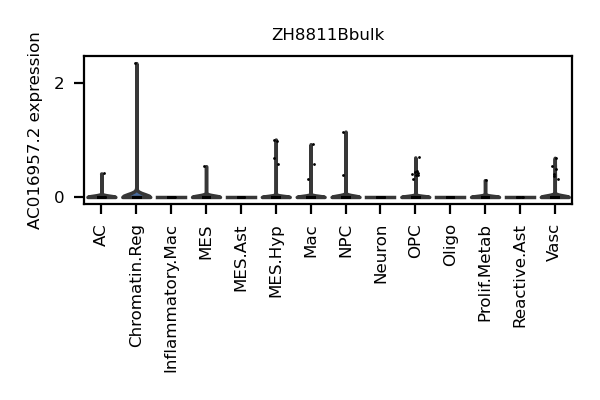 ZH8811Bbulk
AC016957.2 expression
2
0
AC
Chromatin.Reg
Inflammatory.Mac
MES
MES.Ast
MES.Hyp
Mac
NPC
Neuron
OPC
Oligo
Prolif.Metab
Reactive.Ast
Vasc